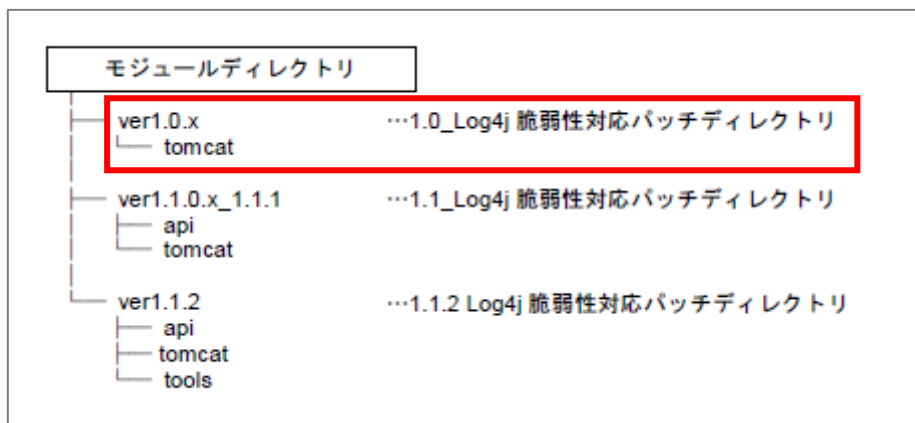 モジュールディレクトリ
ver1.0.x …1.0_Log4j 脆弱性対応パッチディレクトリ
tomcat
ver1.1.0.x_1.1.1 …1.1_Log4j 脆弱性対応パッチディレクトリ
api
tomcat
ver1.1.2 …1.1.2 Log4j 脆弱性対応パッチディレクトリ
api
tomcat
tools